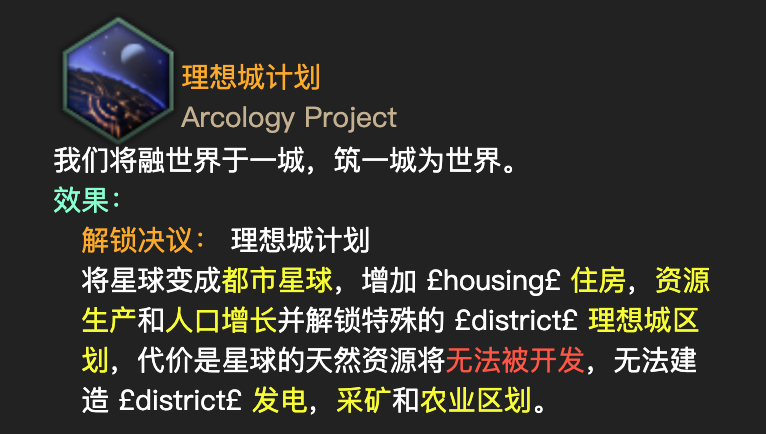 理想城计划
Arcology Project
我们将融世界于一城，筑一城为世界。
效果：
解锁决议： 理想城计划
将星球变成都市星球，增加 £housing£ 住房，资源
生产和人口增长并解锁特殊的 £district£ 理想城区
划，代价是星球的天然资源将无法被开发，无法建
造 £district£ 发电，采矿和农业区划。